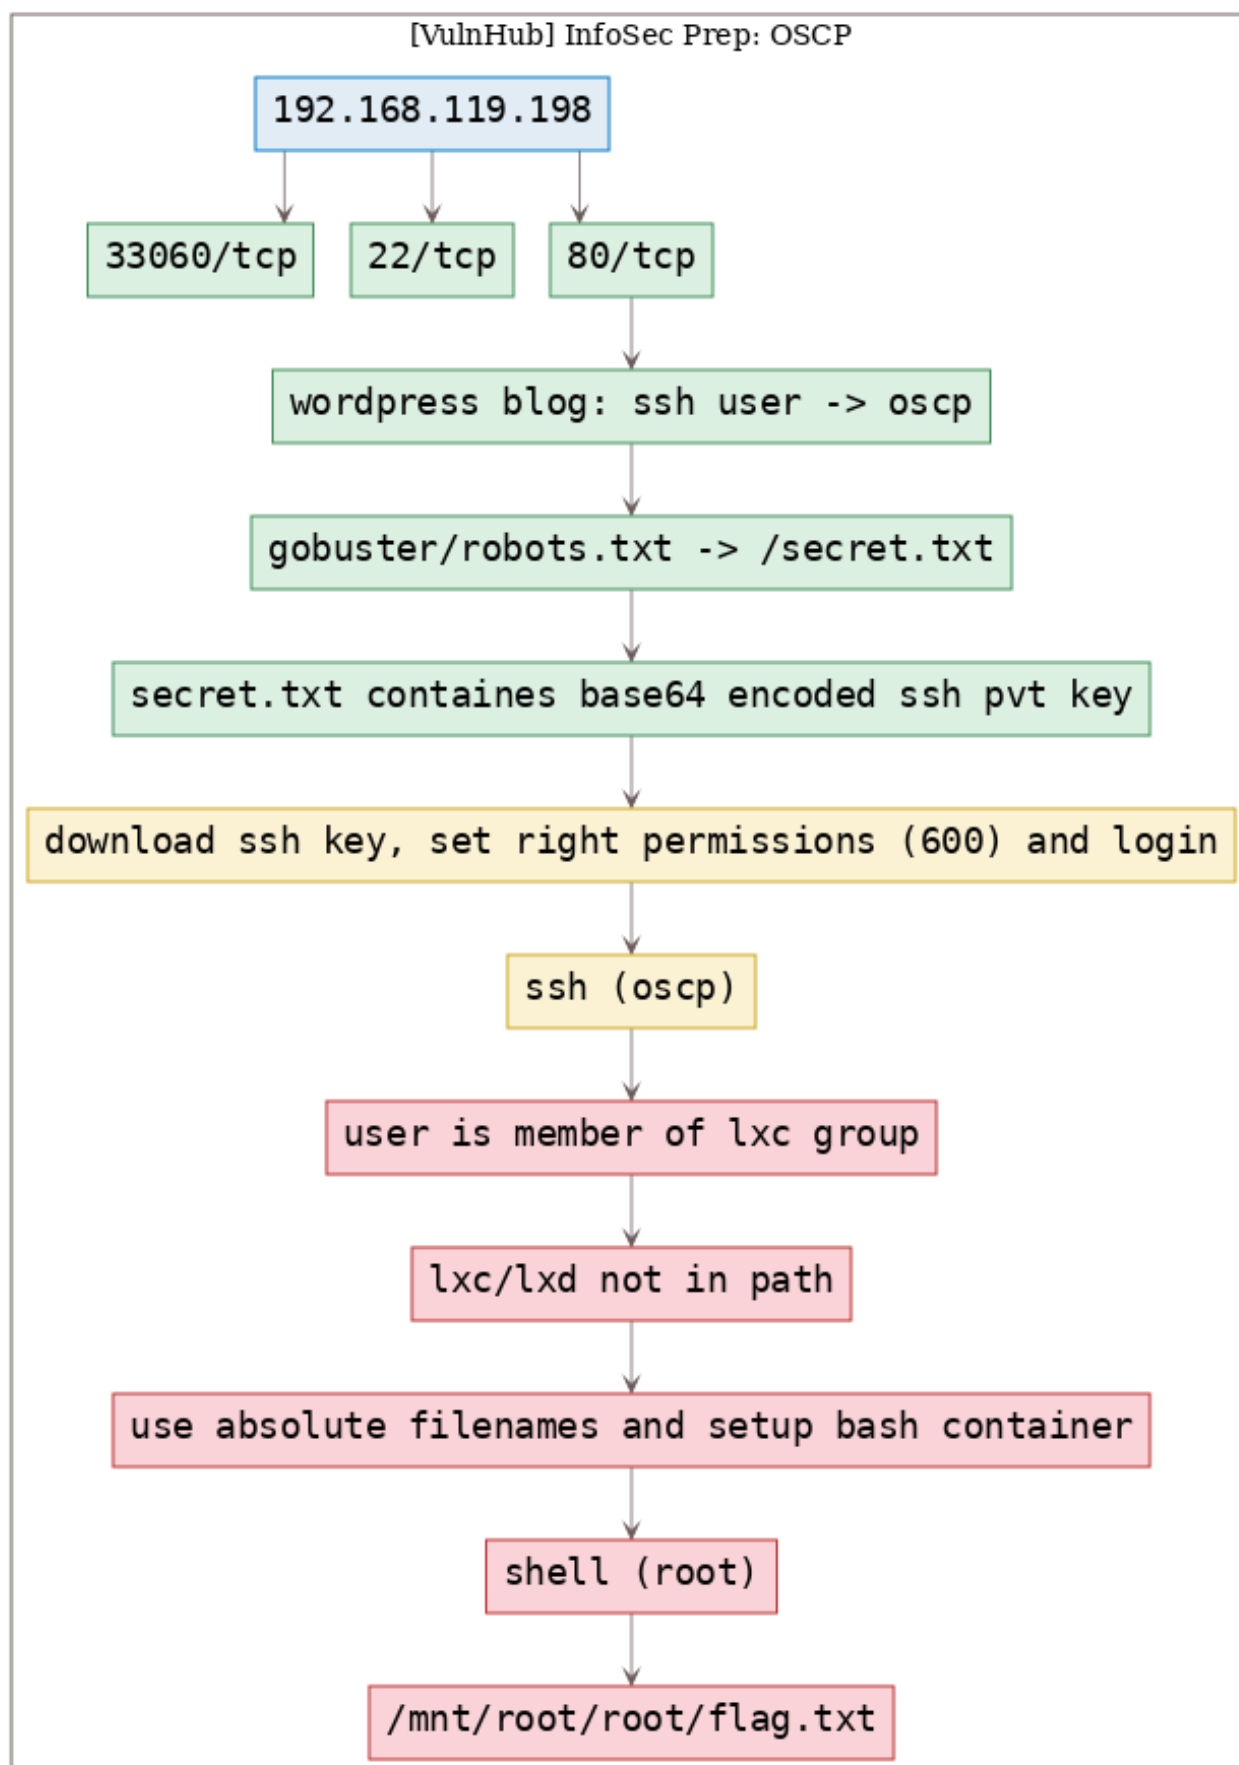 [VulnHub] InfoSec Prep: OSCP
192.168.119.198
33060/tcp
22/tcp
80/tcp
wordpress blog: ssh user -> oscp
gobuster/robots.txt -> /secret.txt
secret.txt containes base64 encoded ssh pvt key
download ssh key, set right permissions (600) and login
ssh (oscp)
user is member of lxc group
lxc/lxd not in path
use absolute filenames and setup bash container
shell (root)
/mnt/root/root/flag.txt